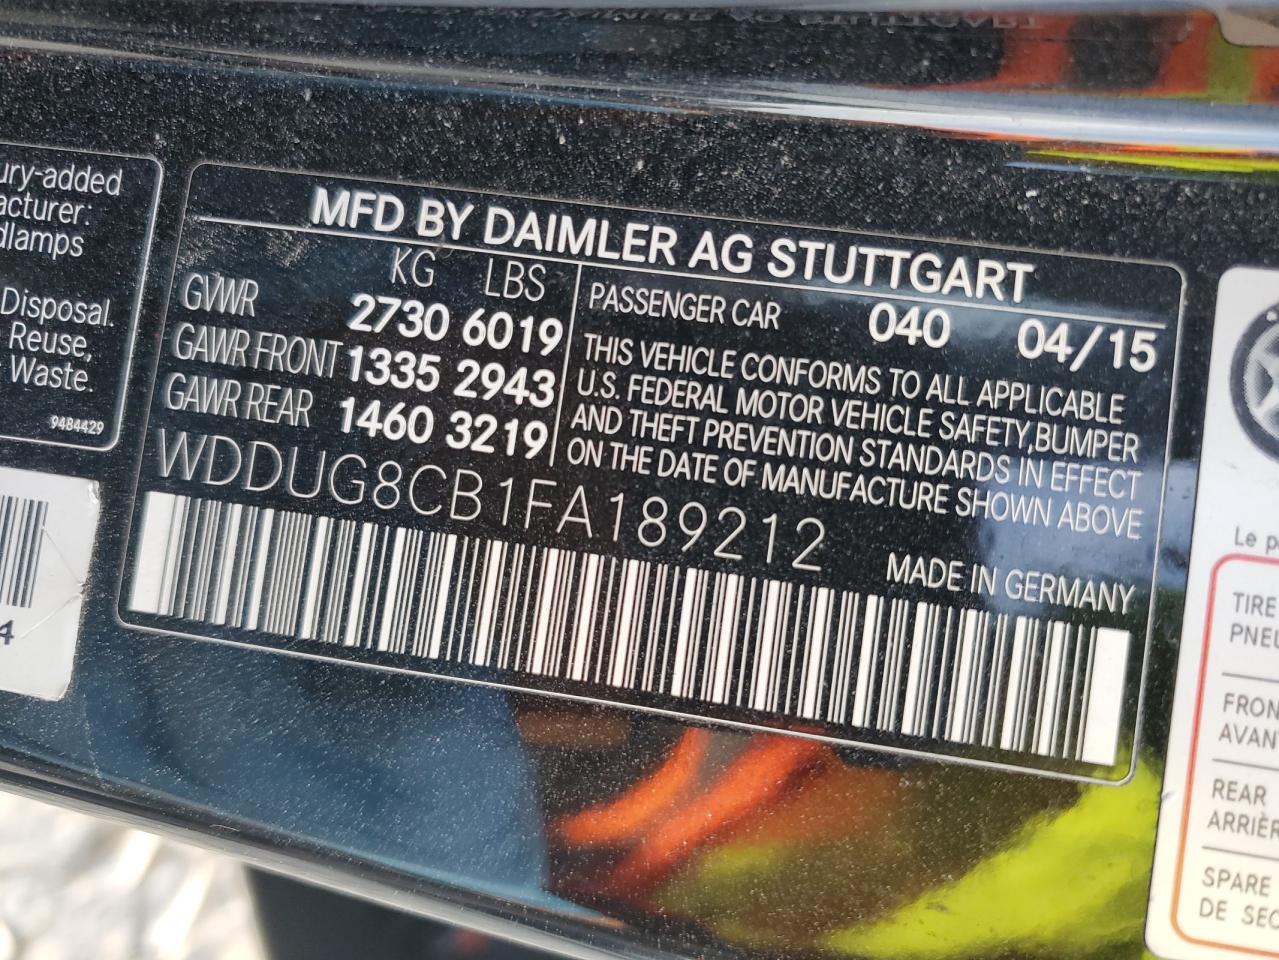 ury-added
acturer:
dlamps
Disposal.
Reuse,
Waste.
9484429
4
MFD BY DAIMLER AG STUTTGART
KG LBS
GVWR 2730 6019
GAWR FRONT 1335 2943
GAWR REAR 1460 3219
PASSENGER CAR 040 04/15
THIS VEHICLE CONFORMS TO ALL APPLICABLE
U.S. FEDERAL MOTOR VEHICLE SAFETY,BUMPER
AND THEFT PREVENTION STANDARDS IN EFFECT
ON THE DATE OF MANUFACTURE SHOWN ABOVE
WDDUG8CB1FA189212
MADE IN GERMANY
Le p
TIRE
PNEU
FRON
AVAN
REAR
ARRIÈR
SPARE
DE SEC